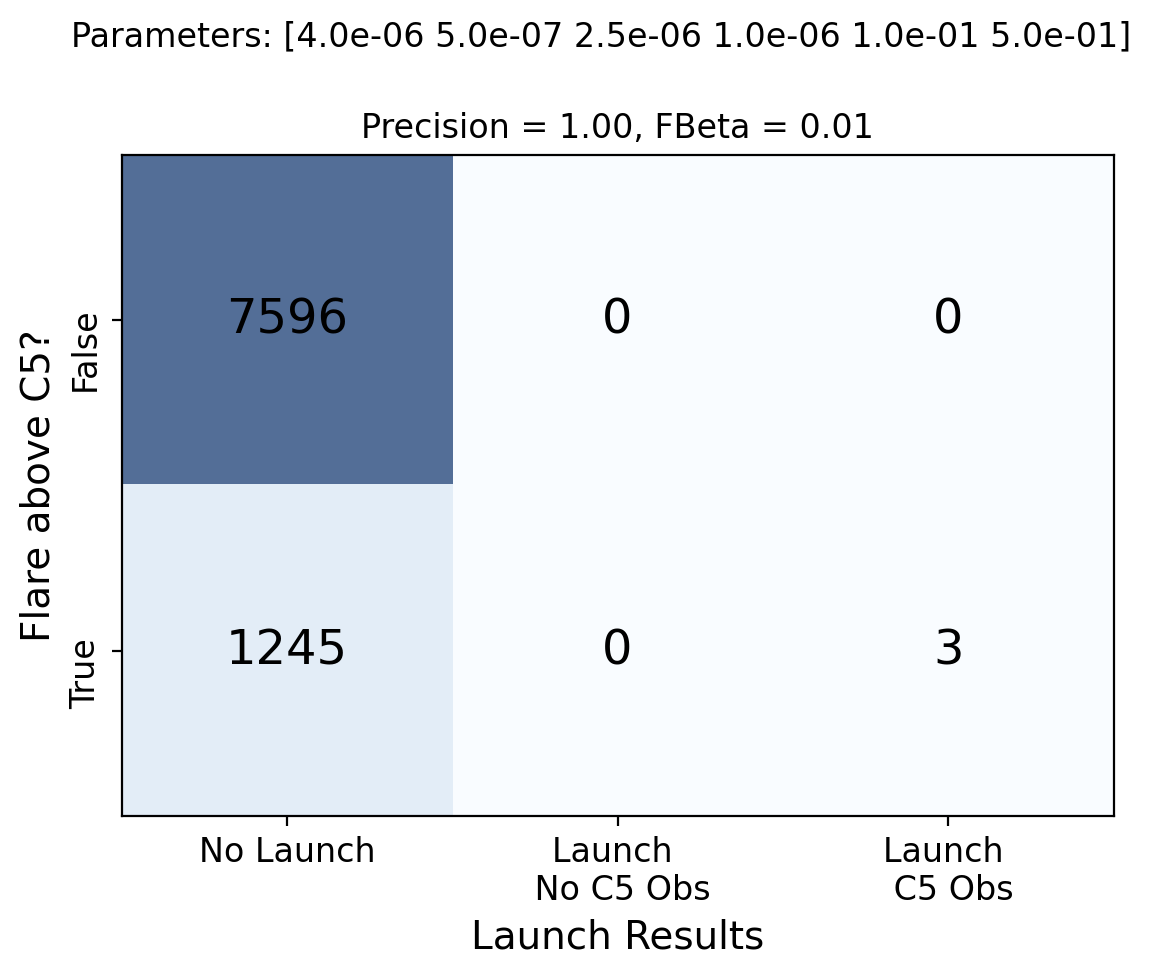 Parameters: [4.0e-06 5.0e-07 2.5e-06 1.0e-06 1.0e-01 5.0e-01]
Precision = 1.00, FBeta = 0.01
Flare above C5?
False
7596 0 0
True
1245 0 3
No Launch Launch Launch
No C5 Obs C5 Obs
Launch Results